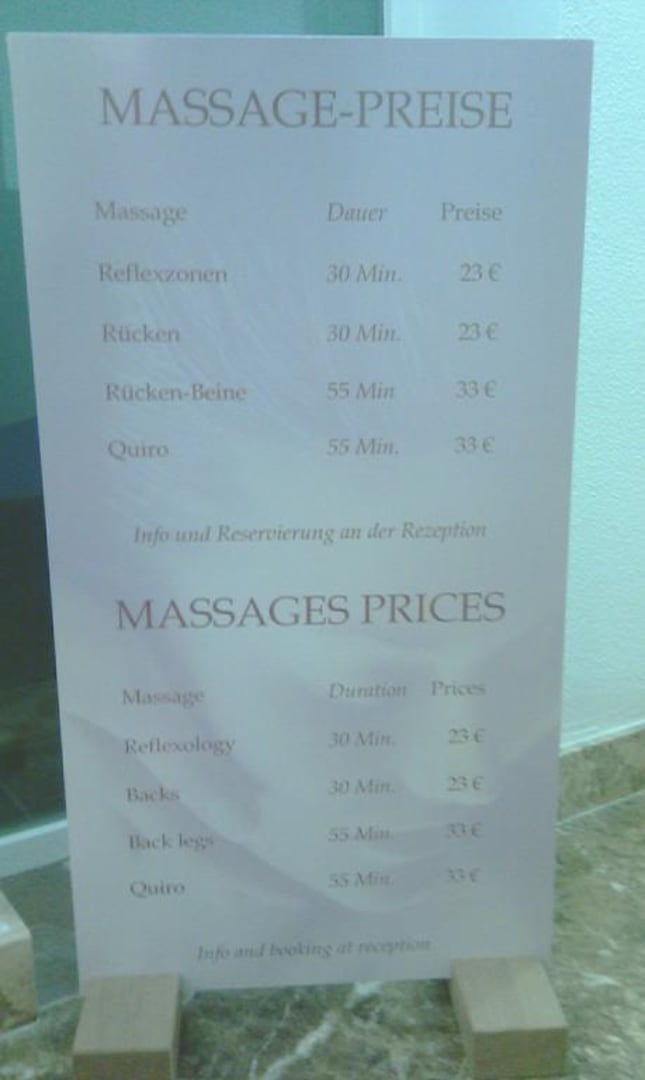 MASSAGE-PREISE
Massage Dauer Preise
Reflexzonen 30 Min. 23 €
Rücken 30 Min. 23 €
Rücken-Beine 55 Min 33 €
Quiro 55 Min. 33 €
Info und Reservierung an der Rezeption
MASSAGES PRICES
Massage Duration Prices
Reflexology 30 Min. 23 €
Backs 30 Min. 23 €
Back legs 55 Min. 33 €
Quiro 55 Min. 33 €
Info and booking at reception